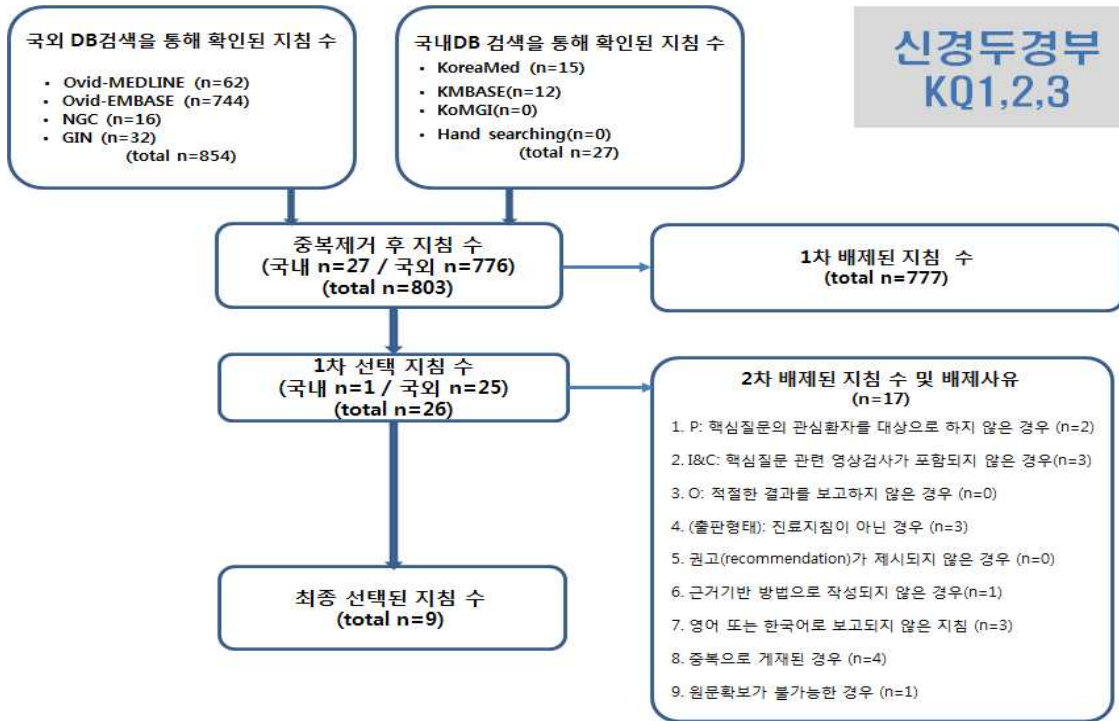 국외 DB검색을 통해 확인된 지침 수
• Ovid-MEDLINE (n=62)
• Ovid-EMBASE (n=744)
• NGC (n=16)
• GIN (n=32)
(total n=854)
국내DB 검색을 통해 확인된 지침 수
• KoreaMed (n=15)
• KMBASE(n=12)
• KoMGI(n=0)
• Hand searching(n=0)
(total n=27)
신경두경부
KQ1,2,3
중복제거 후 지침 수
(국내 n=27 / 국외 n=776)
(total n=803)
1차 배제된 지침 수
(total n=777)
1차 선택 지침 수
(국내 n=1 / 국외 n=25)
(total n=26)
2차 배제된 지침 수 및 배제사유
(n=17)
1. P: 핵심질문의 관심환자를 대상으로 하지 않은 경우 (n=2)
2. I&C: 핵심질문 관련 영상검사가 포함되지 않은 경우(n=3)
3. O: 적절한 결과를 보고하지 않은 경우 (n=0)
4. (출판형태): 진료지침이 아닌 경우 (n=3)
5. 권고(recommendation)가 제시되지 않은 경우 (n=0)
6. 근거기반 방법으로 작성되지 않은 경우(n=1)
7. 영어 또는 한국어로 보고되지 않은 지침 (n=3)
8. 중복으로 게재된 경우 (n=4)
9. 원문확보가 불가능한 경우 (n=1)
최종 선택된 지침 수
(total n=9)